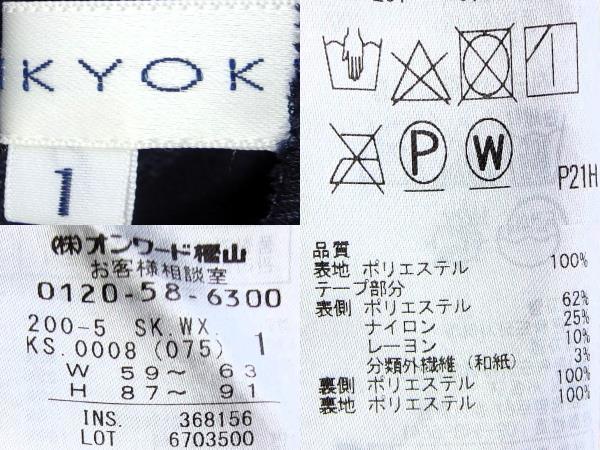 KYOK
1
P
W
P21H
(株)オンワード樫山
お客様相談室
0120-58-6300
200-5 SK.WX.
KS.0008 (075) 1
W 59～ 63
H 87～ 91
INS. 368156
LOT 6703500
品質
表地 ポリエステル 100%
テープ部分
表側 ポリエステル 62%
ナイロン 25%
レーヨン 10%
分類外繊維 (和紙) 3%
裏側 ポリエステル 100%
裏地 ポリエステル 100%